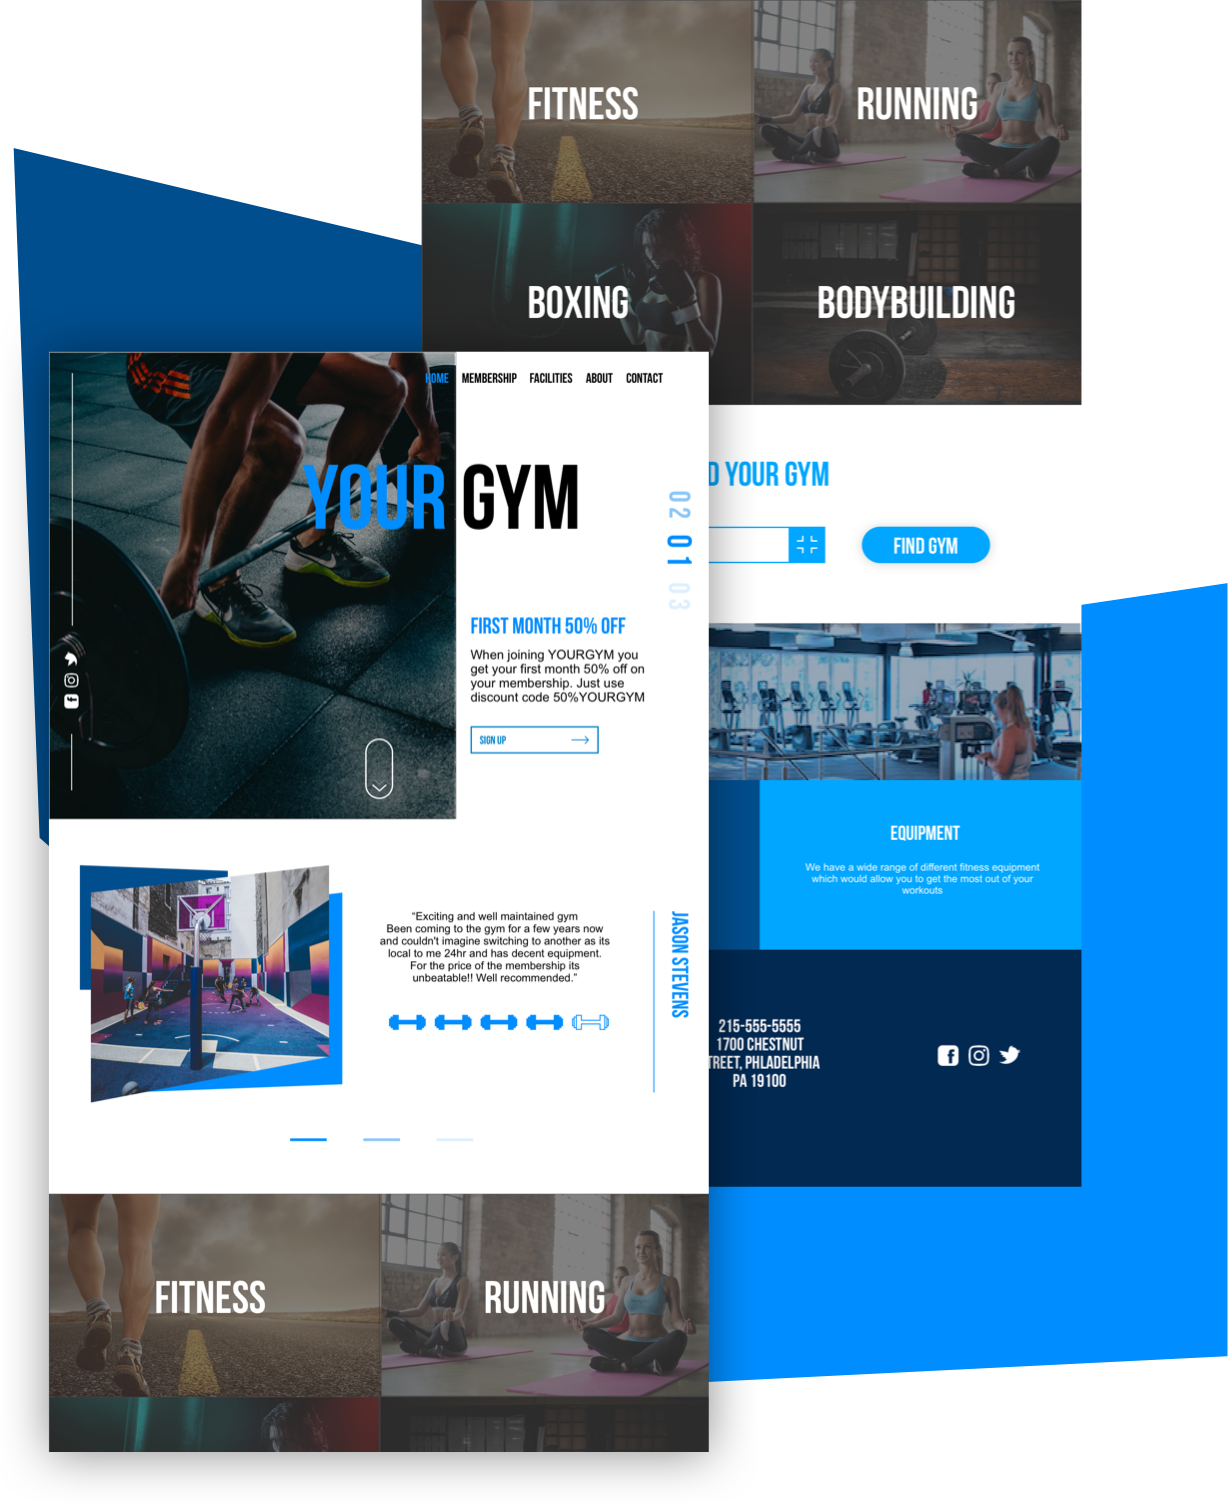 FITNESS
RUNNING
BOXING
BODYBUILDING
HOME MEMBERSHIP FACILITIES ABOUT CONTACT
YOUR GYM
02 01 03
FIRST MONTH 50% OFF
When joining YOURGYM you
get your first month 50% off on
your membership. Just use
discount code 50%YOURGYM
SIGN UP
D YOUR GYM
FIND GYM
EQUIPMENT
We have a wide range of different fitness equipment
which would allow you to get the most out of your
workouts
"Exciting and well maintained gym
Been coming to the gym for a few years now
and couldn't imagine switching to another as its
local to me 24hr and has decent equipment.
For the price of the membership its
unbeatable!! Well recommended."
JASON STEVENS
215-555-5555
1700 CHESTNUT
TREET, PHLADELPHIA
PA 19100
FITNESS
RUNNING